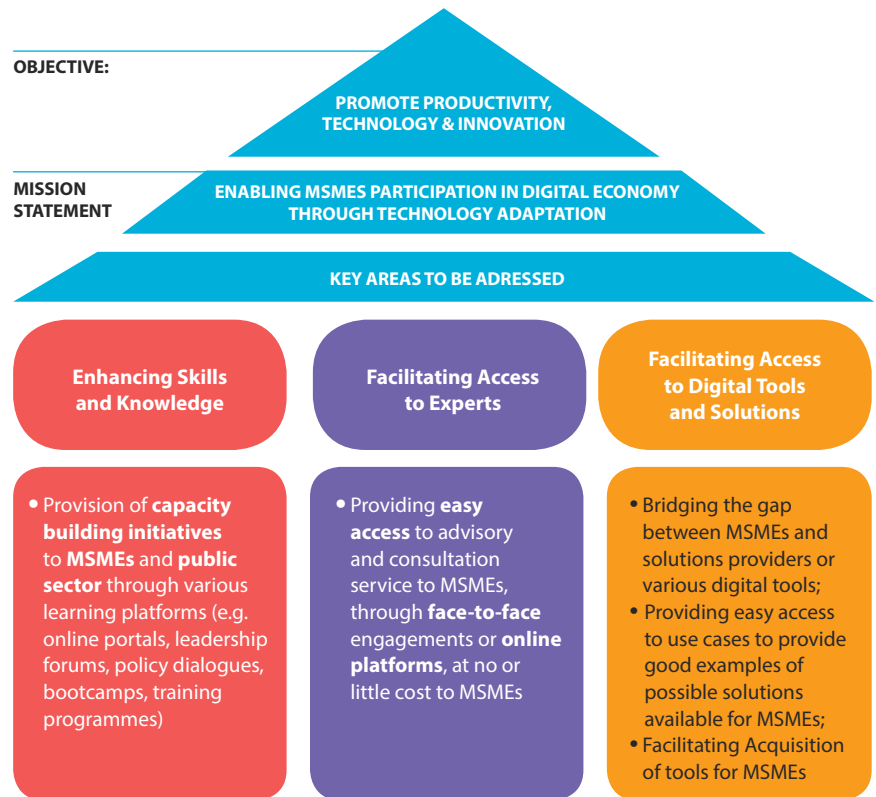 OBJECTIVE:
PROMOTE PRODUCTIVITY,
TECHNOLOGY & INNOVATION
MISSION
STATEMENT
ENABLING MSMES PARTICIPATION IN DIGITAL ECONOMY
THROUGH TECHNOLOGY ADAPTATION
KEY AREAS TO BE ADRESSED
Enhancing Skills
and Knowledge
• Provision of capacity
building initiatives
to MSMEs and public
sector through various
learning platforms (e.g.
online portals, leadership
forums, policy dialogues,
bootcamps, training
programmes)
Facilitating Access
to Experts
• Providing easy
access to advisory
and consultation
service to MSMEs,
through face-to-face
engagements or online
platforms, at no or
little cost to MSMEs
Facilitating Access
to Digital Tools
and Solutions
• Bridging the gap
between MSMEs and
solutions providers or
various digital tools;
• Providing easy access
to use cases to provide
good examples of
possible solutions
available for MSMEs;
• Facilitating Acquisition
of tools for MSMEs